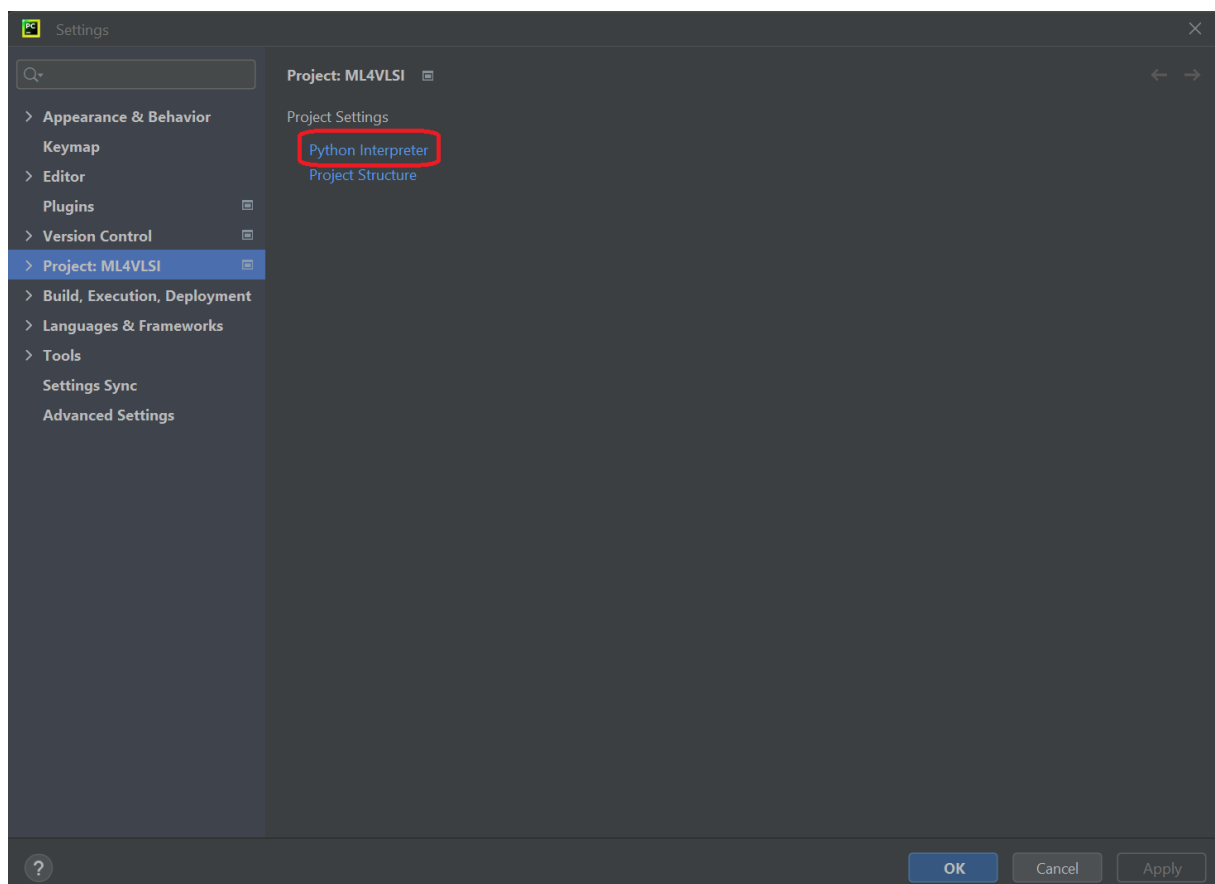 PC
Settings
Project: ML4VLSI
Appearance & Behavior
Project Settings
Keymap
Python Interpreter
Editor
Project Structure
Plugins
Version Control
Project: ML4VLSI
Build, Execution, Deployment
Languages & Frameworks
Tools
Settings Sync
Advanced Settings
?
OK
Cancel
Apply